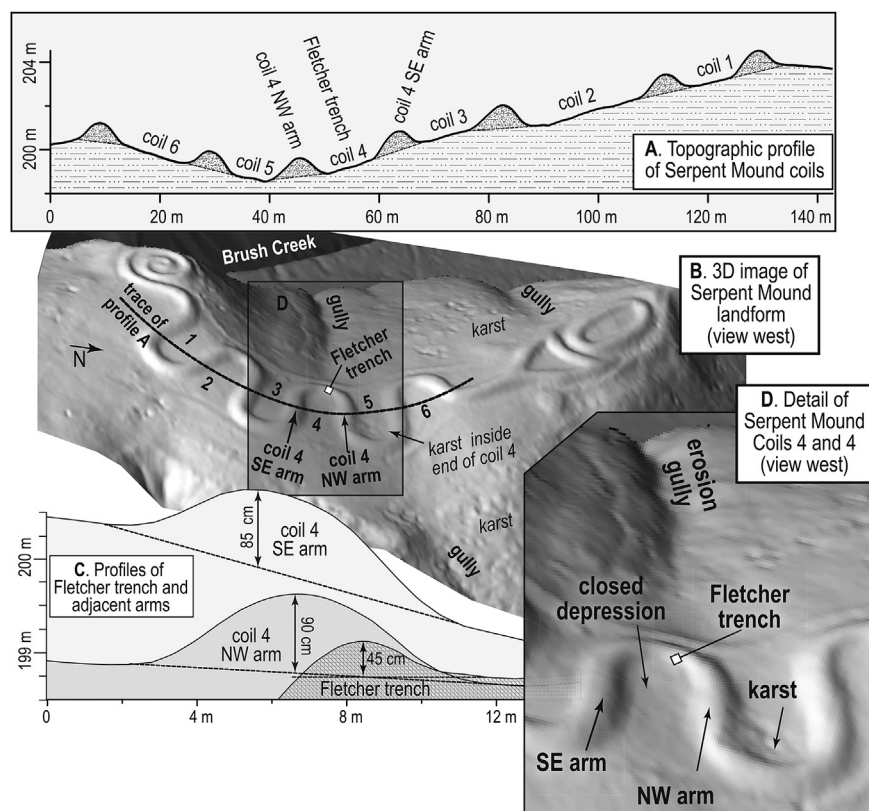 204 m
200 m
coil 6
coil 5
coil 4 NW arm
Fletcher trench
coil 4
coil 4 SE arm
coil 3
coil 2
coil 1
A. Topographic profile
of Serpent Mound coils
0
20 m
40 m
60 m
80 m
100 m
120 m
140 m
Brush Creek
B. 3D image of
Serpent Mound
landform
(view west)
trace of
profile A
N
D
gully
karst
gully
Fletcher
trench
1
2
3
4
5
6
coil 4
SE arm
coil 4
NW arm
karst inside
end of coil 4
karst
gully
D. Detail of
Serpent Mound
Coils 4 and 4
(view west)
erosion
gully
closed
depression
Fletcher
trench
karst
SE arm
NW arm
200 m
199 m
C. Profiles of
Fletcher trench and
adjacent arms
85 cm
coil 4
SE arm
coil 4
NW arm
90 cm
45 cm
Fletcher trench
0
4 m
8 m
12 m